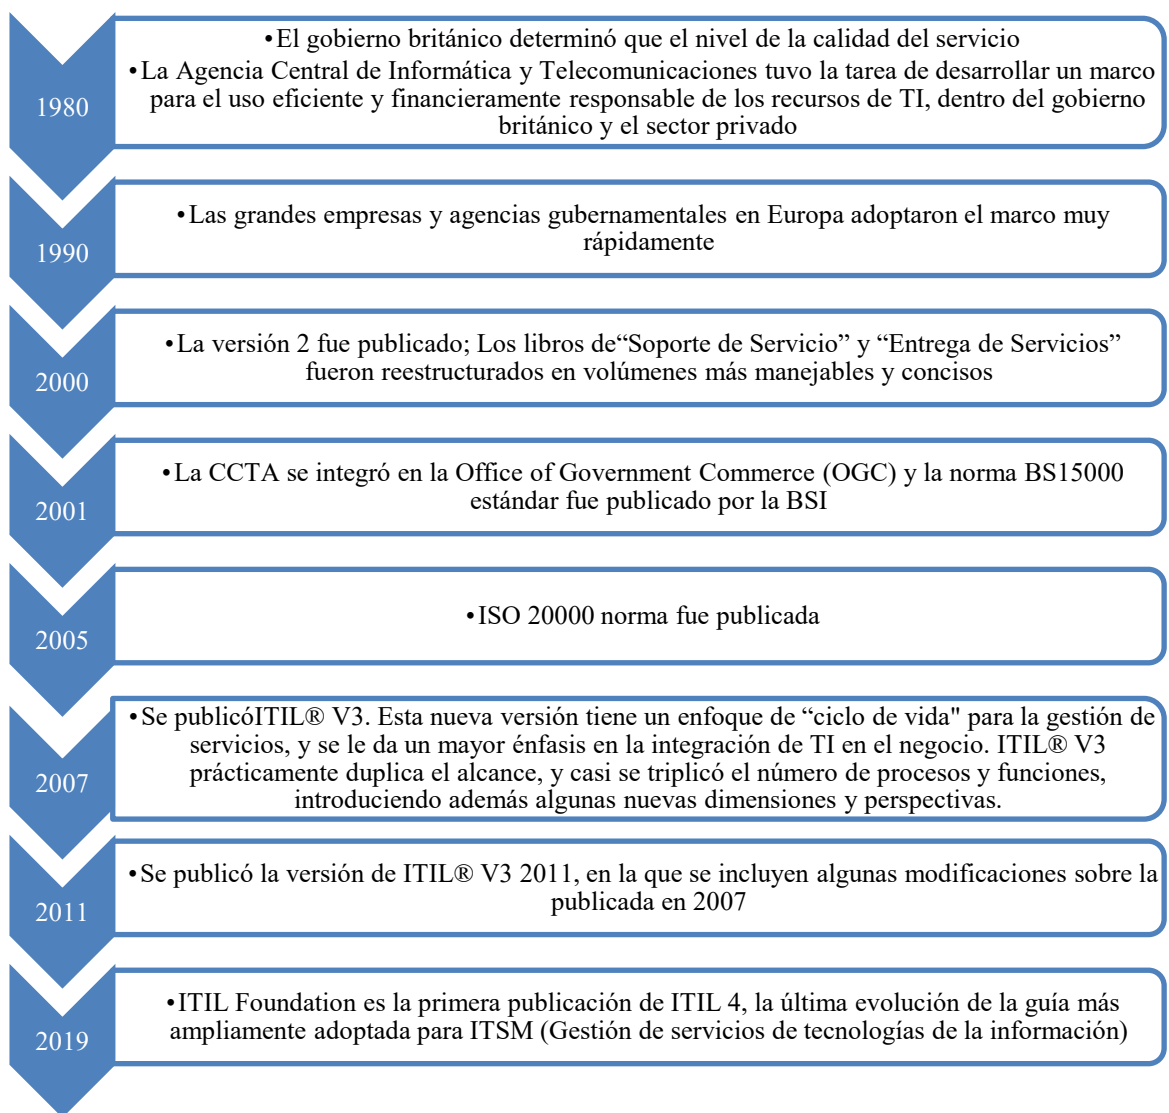 1980
•El gobierno británico determinó que el nivel de la calidad del servicio
•La Agencia Central de Informática y Telecomunicaciones tuvo la tarea de desarrollar un marco
para el uso eficiente y financieramente responsable de los recursos de TI, dentro del gobierno
británico y el sector privado
1990
•Las grandes empresas y agencias gubernamentales en Europa adoptaron el marco muy
rápidamente
2000
•La versión 2 fue publicado; Los libros de“Soporte de Servicio” y “Entrega de Servicios”
fueron reestructurados en volúmenes más manejables y concisos
2001
•La CCTA se integró en la Office of Government Commerce (OGC) y la norma BS15000
estándar fue publicado por la BSI
2005
•ISO 20000 norma fue publicada
2007
•Se publicóITIL® V3. Esta nueva versión tiene un enfoque de “ciclo de vida" para la gestión de
servicios, y se le da un mayor énfasis en la integración de TI en el negocio. ITIL® V3
prácticamente duplica el alcance, y casi se triplicó el número de procesos y funciones,
introduciendo además algunas nuevas dimensiones y perspectivas.
2011
•Se publicó la versión de ITIL® V3 2011, en la que se incluyen algunas modificaciones sobre la
publicada en 2007
2019
•ITIL Foundation es la primera publicación de ITIL 4, la última evolución de la guía más
ampliamente adoptada para ITSM (Gestión de servicios de tecnologías de la información)